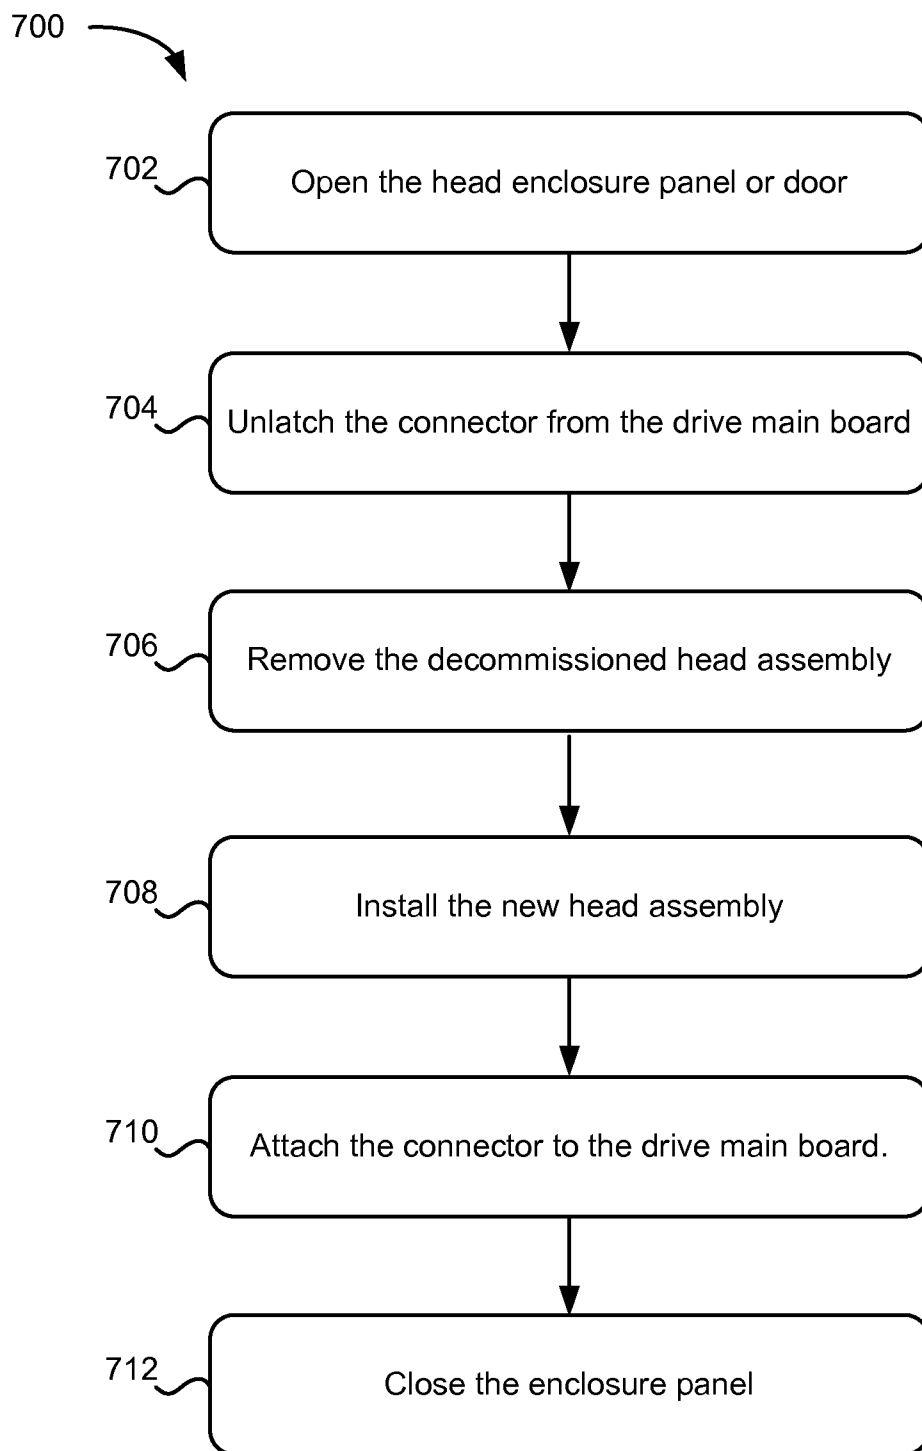 700
702
Open the head enclosure panel or door
704
Unlatch the connector from the drive main board
706
Remove the decommissioned head assembly
708
Install the new head assembly
710
Attach the connector to the drive main board.
712
Close the enclosure panel